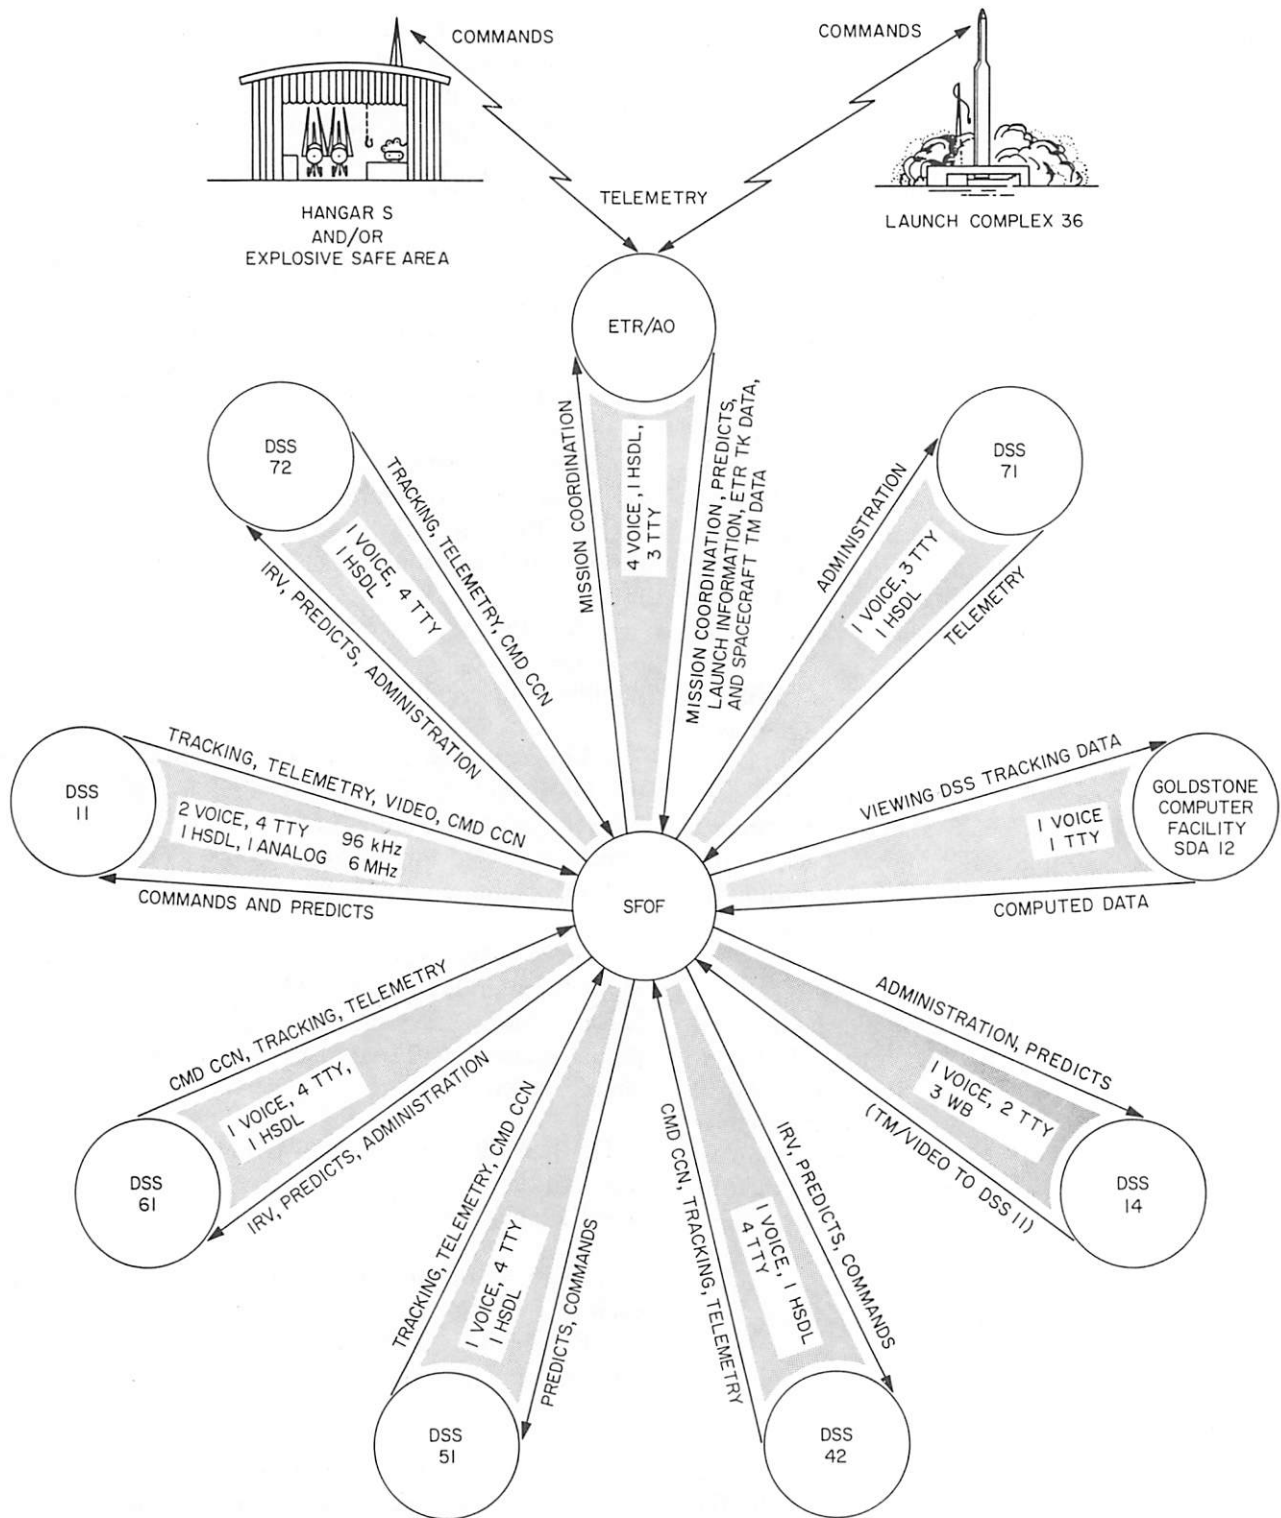 COMMANDS
COMMANDS
TELEMETRY
HANGAR S
AND/OR
EXPLOSIVE SAFE AREA
LAUNCH COMPLEX 36
ETR/AO
MISSION COORDINATION
4 VOICE, 1 HSDL,
3 TTY
MISSION COORDINATION, PREDICTS,
LAUNCH INFORMATION, ETR TK DATA,
AND SPACECRAFT TM DATA
DSS
72
TRACKING, TELEMETRY, CMD CCN
1 VOICE, 4 TTY
1 HSDL
IRV, PREDICTS, ADMINISTRATION
DSS
71
ADMINISTRATION
1 VOICE, 3 TTY
1 HSDL
TELEMETRY
DSS
11
TRACKING, TELEMETRY, VIDEO, CMD CCN
2 VOICE, 4 TTY 96 kHz
1 HSDL, 1 ANALOG 6 MHz
COMMANDS AND PREDICTS
VIEWING DSS TRACKING DATA
1 VOICE
1 TTY
COMPUTED DATA
GOLDSTONE
COMPUTER
FACILITY
SDA 12
SFOF
CMD CCN, TRACKING, TELEMETRY
1 VOICE, 4 TTY,
1 HSDL
IRV, PREDICTS, ADMINISTRATION
DSS
61
ADMINISTRATION, PREDICTS
1 VOICE, 2 TTY
3 WB
(TM/VIDEO TO DSS 11)
DSS
14
TRACKING, TELEMETRY, CMD CCN
1 VOICE, 4 TTY
1 HSDL
PREDICTS, COMMANDS
DSS
51
CMD CCN, TRACKING, TELEMETRY
1 VOICE, 1 HSDL
4 TTY
IRV, PREDICTS, COMMANDS
DSS
42